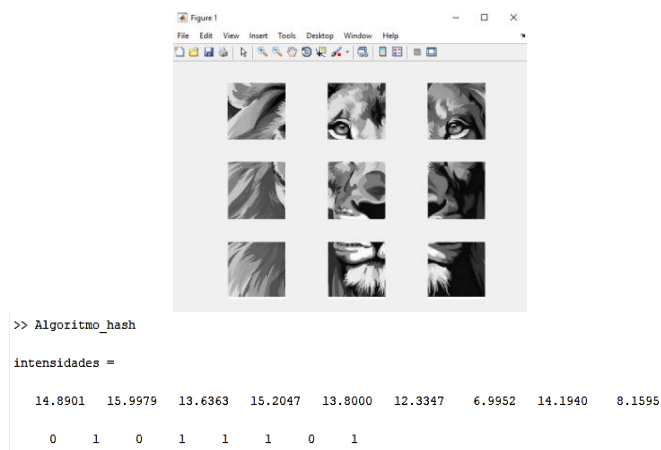 Figure 1
File Edit View Insert Tools Desktop Window Help
>> Algoritmo_hash
intensidades =
14.8901 15.9979 13.6363 15.2047 13.8000 12.3347 6.9952 14.1940 8.1595
0 1 0 1 1 1 0 1